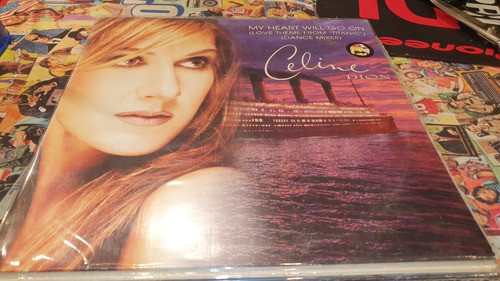 MY HEART WILL GO ON
(LOVE THEME FROM 'TITANIC')
(DANCE MIXES)
Celine
DION